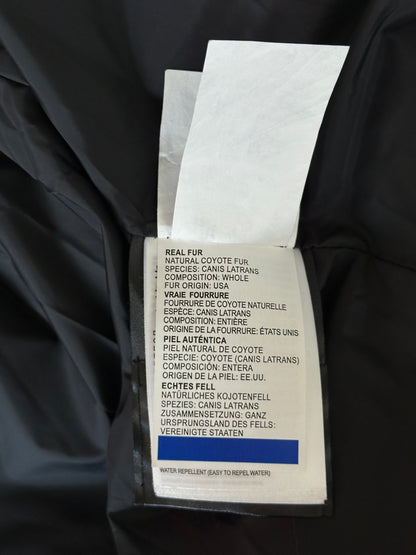 REAL FUR
NATURAL COYOTE FUR
SPECIES: CANIS LATRANS
COMPOSITION: WHOLE
FUR ORIGIN: USA
VRAIE FOURRURE
FOURRURE DE COYOTE NATURELLE
ESPÈCE: CANIS LATRANS
COMPOSITION: ENTIÈRE
ORIGINE DE LA FOURRURE: ÉTATS UNIS
PIEL AUTÉNTICA
PIEL NATURAL DE COYOTE
ESPECIE: COYOTE (CANIS LATRANS)
COMPOSICIÓN: ENTERA
ORIGEN DE LA PIEL: EE.UU.
ECHTES FELL
NATÜRLICHES KOJOTENFELL
SPEZIES: CANIS LATRANS
ZUSAMMENSETZUNG: GANZ
URSPRUNGSLAND DES FELLS:
VEREINIGTE STAATEN
WATER REPELLENT (EASY TO REPEL WATER)